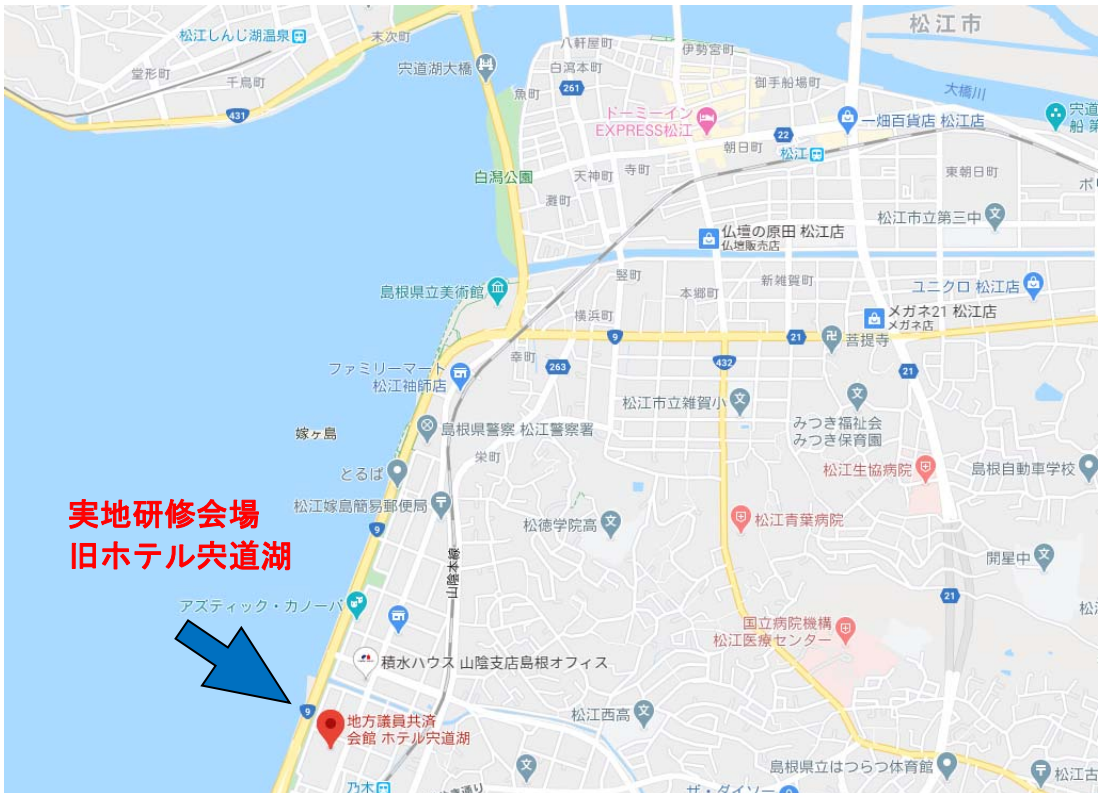 松江市
松江しんじ湖温泉
末次町
八軒屋町
伊勢宮町
堂形町
千鳥町
宍道湖大橋
白潟本町
261
魚町
御手船場町
大橋川
431
ドーミーイン
EXPRESS松江
22
一畑百貨店 松江店
宍道
船 第
朝日町
松江
白潟公園
天神町
寺町
東朝日町
灘町
松江市立第三中
仏壇の原田 松江店
仏壇販売店
島根県立美術館
竪町
本郷町
新雑賀町
ユニクロ 松江店
横浜町
メガネ21 松江店
メガネ店
9
21
菩提寺
幸町
ファミリーマート
松江袖師店
263
432
21
松江市立雑賀小
みつき福祉会
みつき保育園
嫁ヶ島
島根県警察 松江警察署
栄町
とるぱ
松江生協病院
島根自動車学校
実地研修会場
旧ホテル宍道湖
松江嫁島簡易郵便局
9
松徳学院高
松江青葉病院
山陰本線
開星中
アズティック・カノーバ
21
国立病院機構
松江医療センター
積水ハウス 山陰支店島根オフィス
9
地方議員共済
会館 ホテル宍道湖
松江西高
島根県立はつらつ体育館
乃木
ザ・ダイソー
松江古